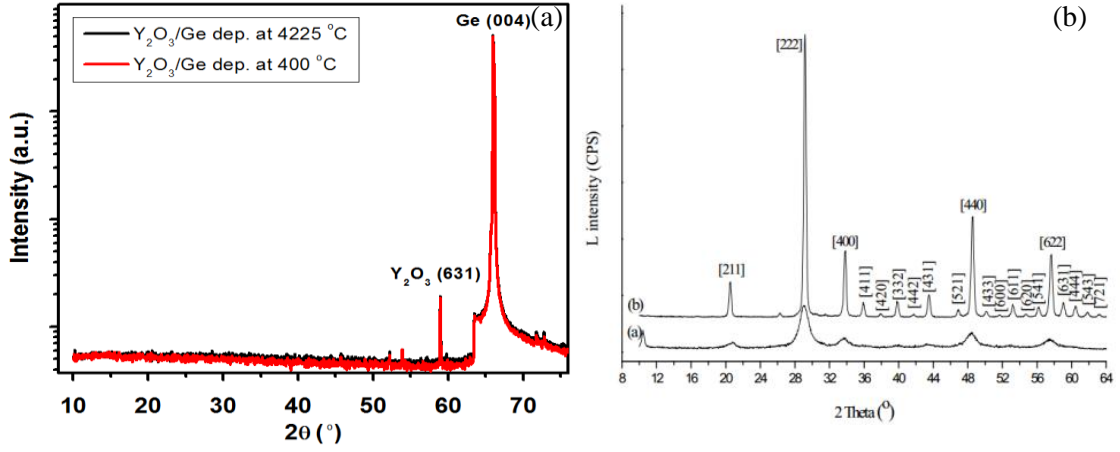 (a)
Ge (004)
Y₂O₃/Ge dep. at 4225 °C
Y₂O₃/Ge dep. at 400 °C
Y₂O₃ (631)
Intensity (a.u.)
10 20 30 40 50 60 70
2θ (°)
(b)
[222]
[440]
[400]
[622]
[211]
[411]
[420]
[332]
[442]
[431]
[521]
[433]
[600]
[611]
[620]
[541]
[631]
[444]
[543]
[721]
(b)
(a)
L intensity (CPS)
8 12 16 20 24 28 32 36 40 44 48 52 56 60 64
2 Theta (°)